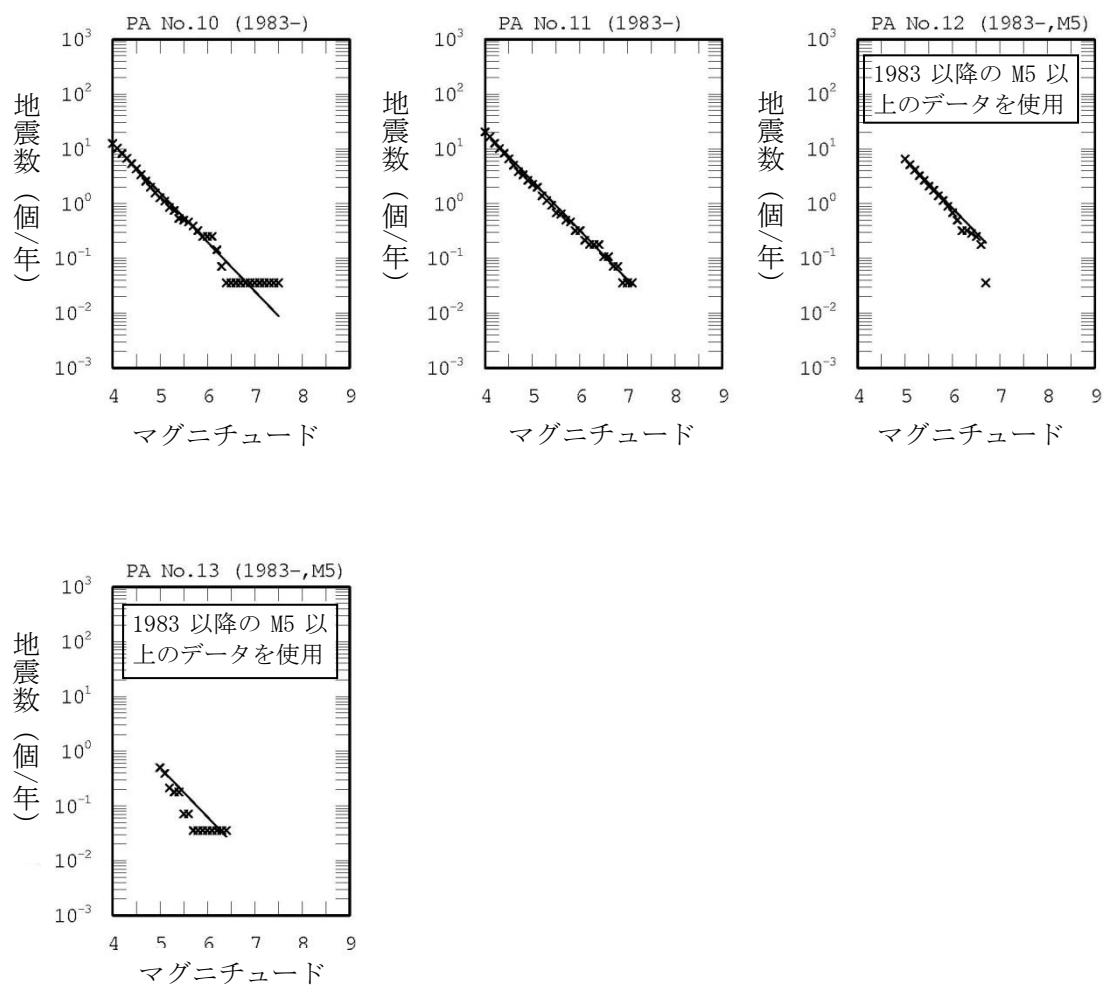 PA No.10 (1983-)
10³
10²
10¹
10⁰
10⁻¹
10⁻²
10⁻³
4 5 6 7 8 9
地震数（個/年）
マグニチュード
PA No.11 (1983-)
10³
10²
10¹
10⁰
10⁻¹
10⁻²
10⁻³
4 5 6 7 8 9
地震数（個/年）
マグニチュード
PA No.12 (1983-,M5)
1983 以降の M5 以
上のデータを使用
10³
10²
10¹
10⁰
10⁻¹
10⁻²
10⁻³
4 5 6 7 8 9
地震数（個/年）
マグニチュード
PA No.13 (1983-,M5)
1983 以降の M5 以
上のデータを使用
10³
10²
10¹
10⁰
10⁻¹
10⁻²
10⁻³
4 5 6 7 8 9
地震数（個/年）
マグニチュード